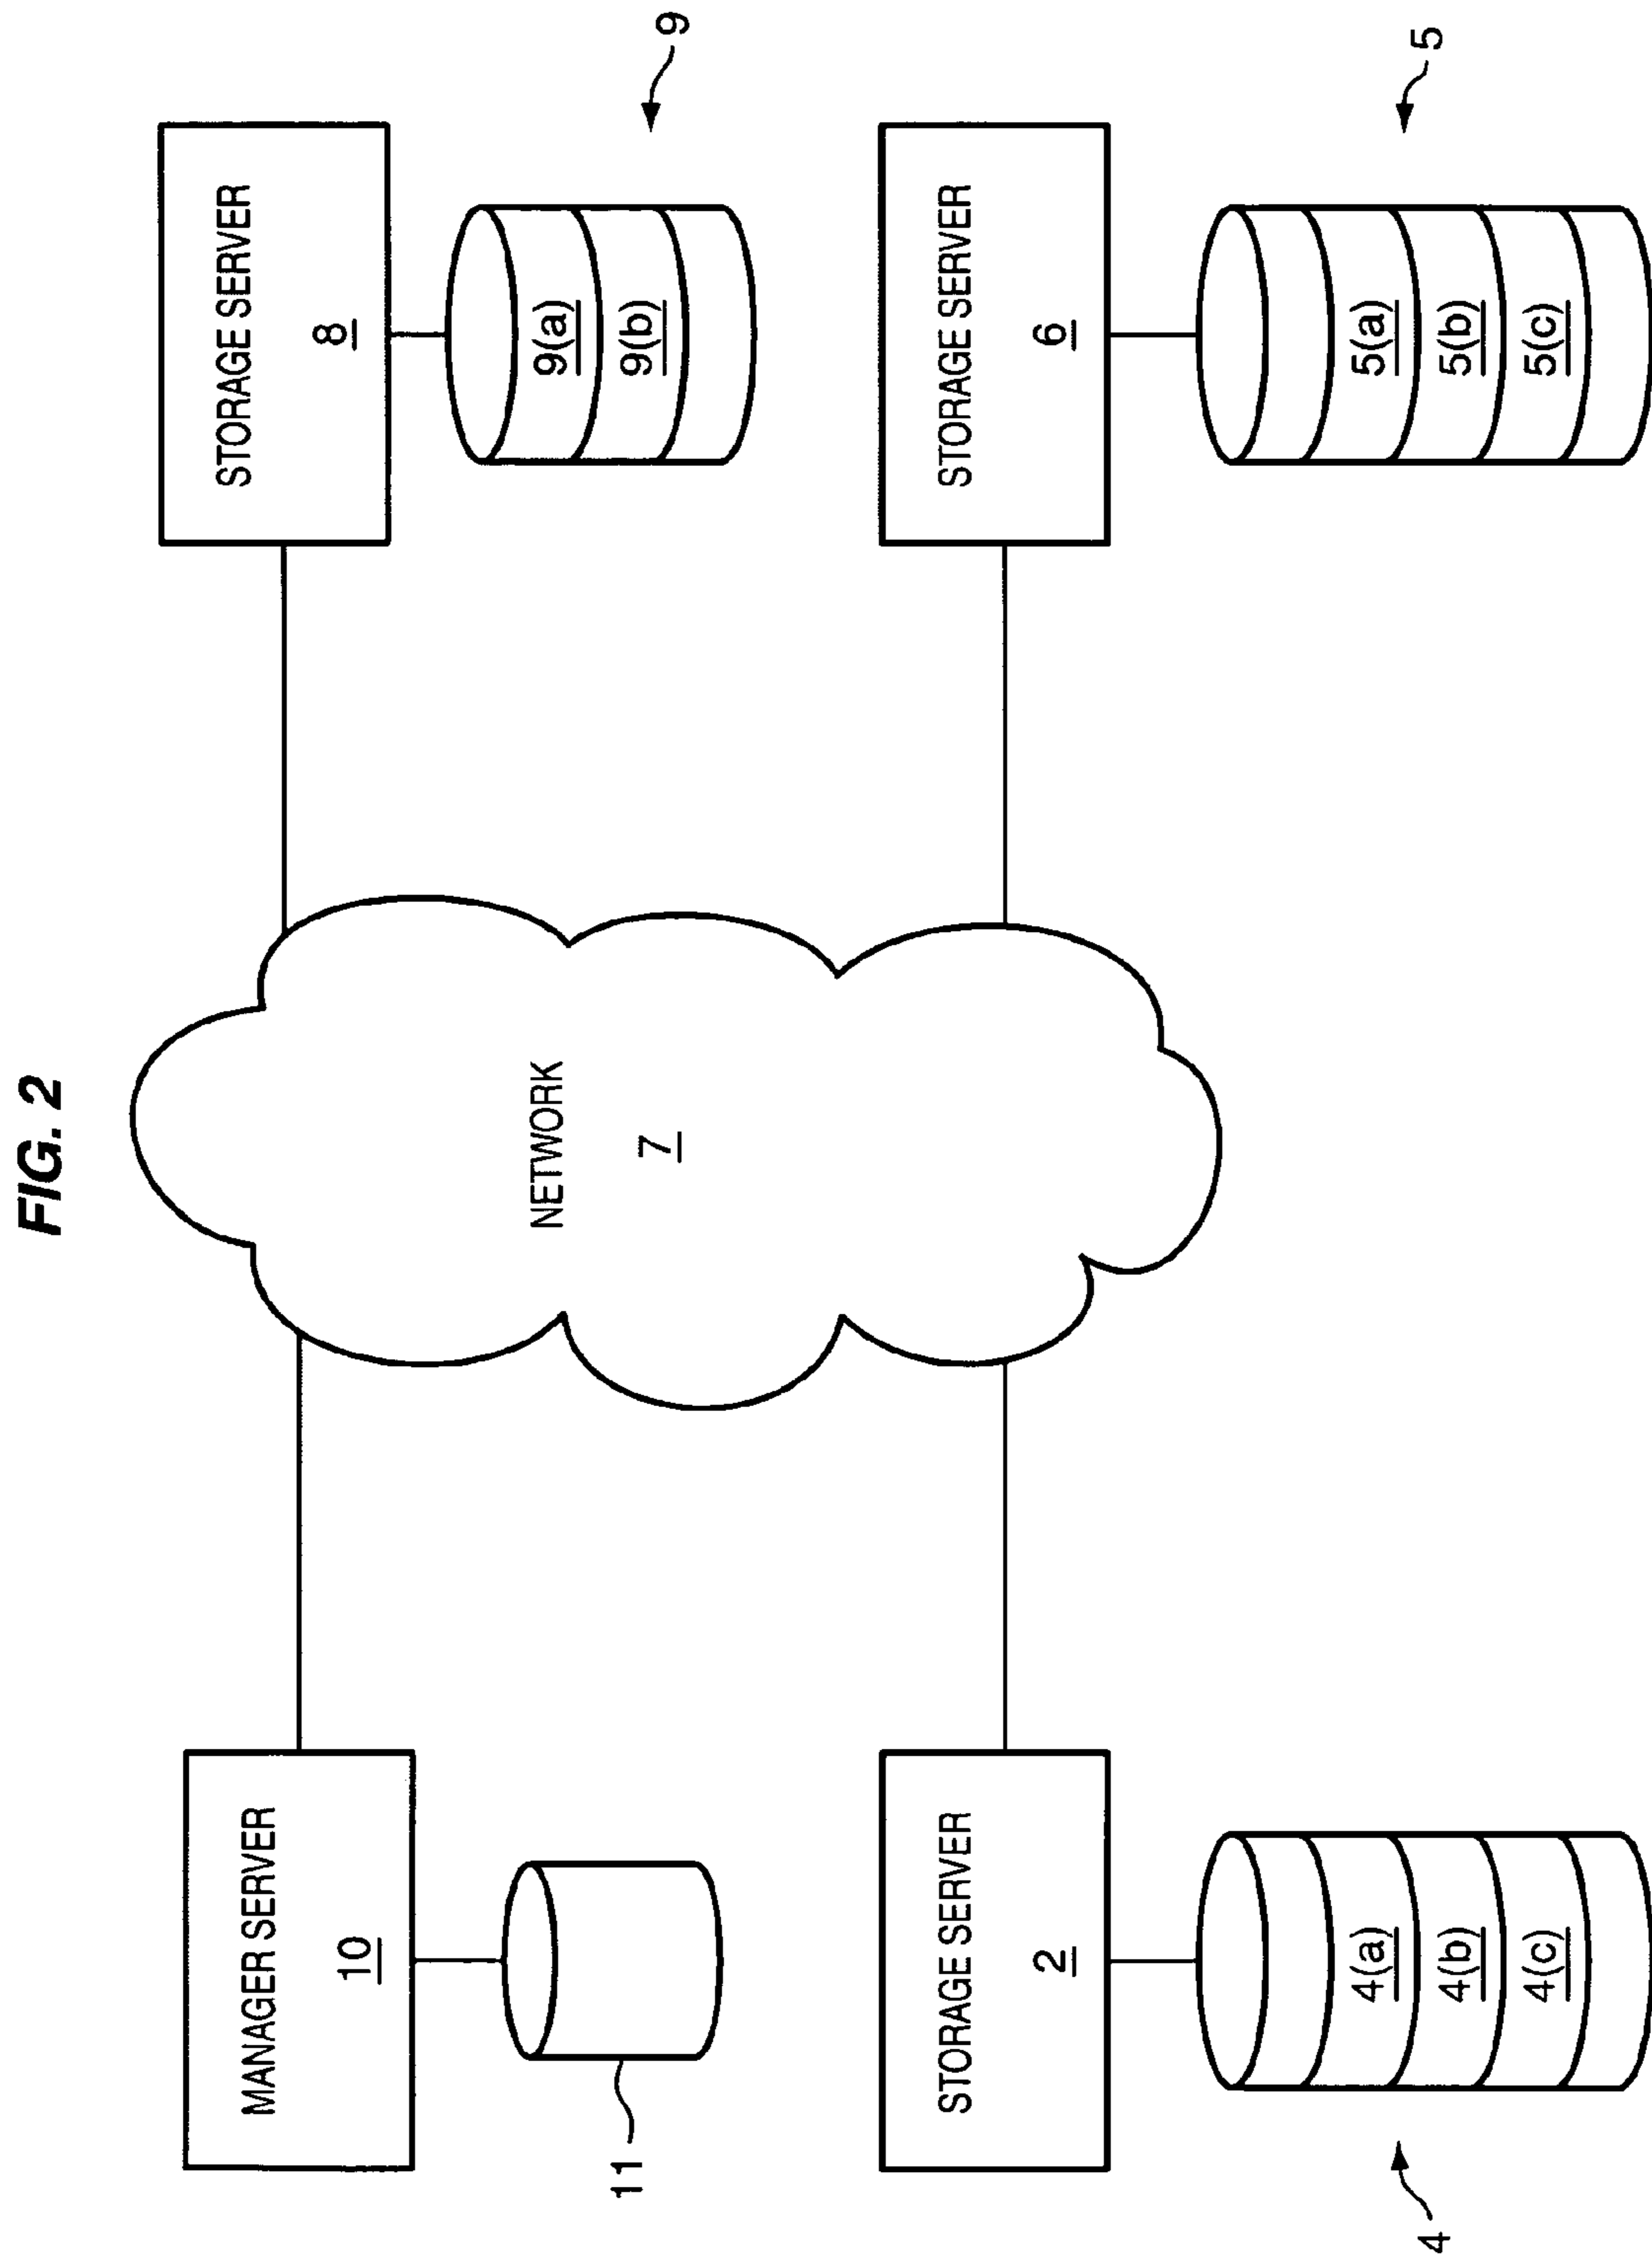 FIG. 2
MANAGER SERVER
10
11
NETWORK
7
STORAGE SERVER
8
9(a)
9(b)
9
STORAGE SERVER
2
4(a)
4(b)
4(c)
4
STORAGE SERVER
6
5(a)
5(b)
5(c)
5